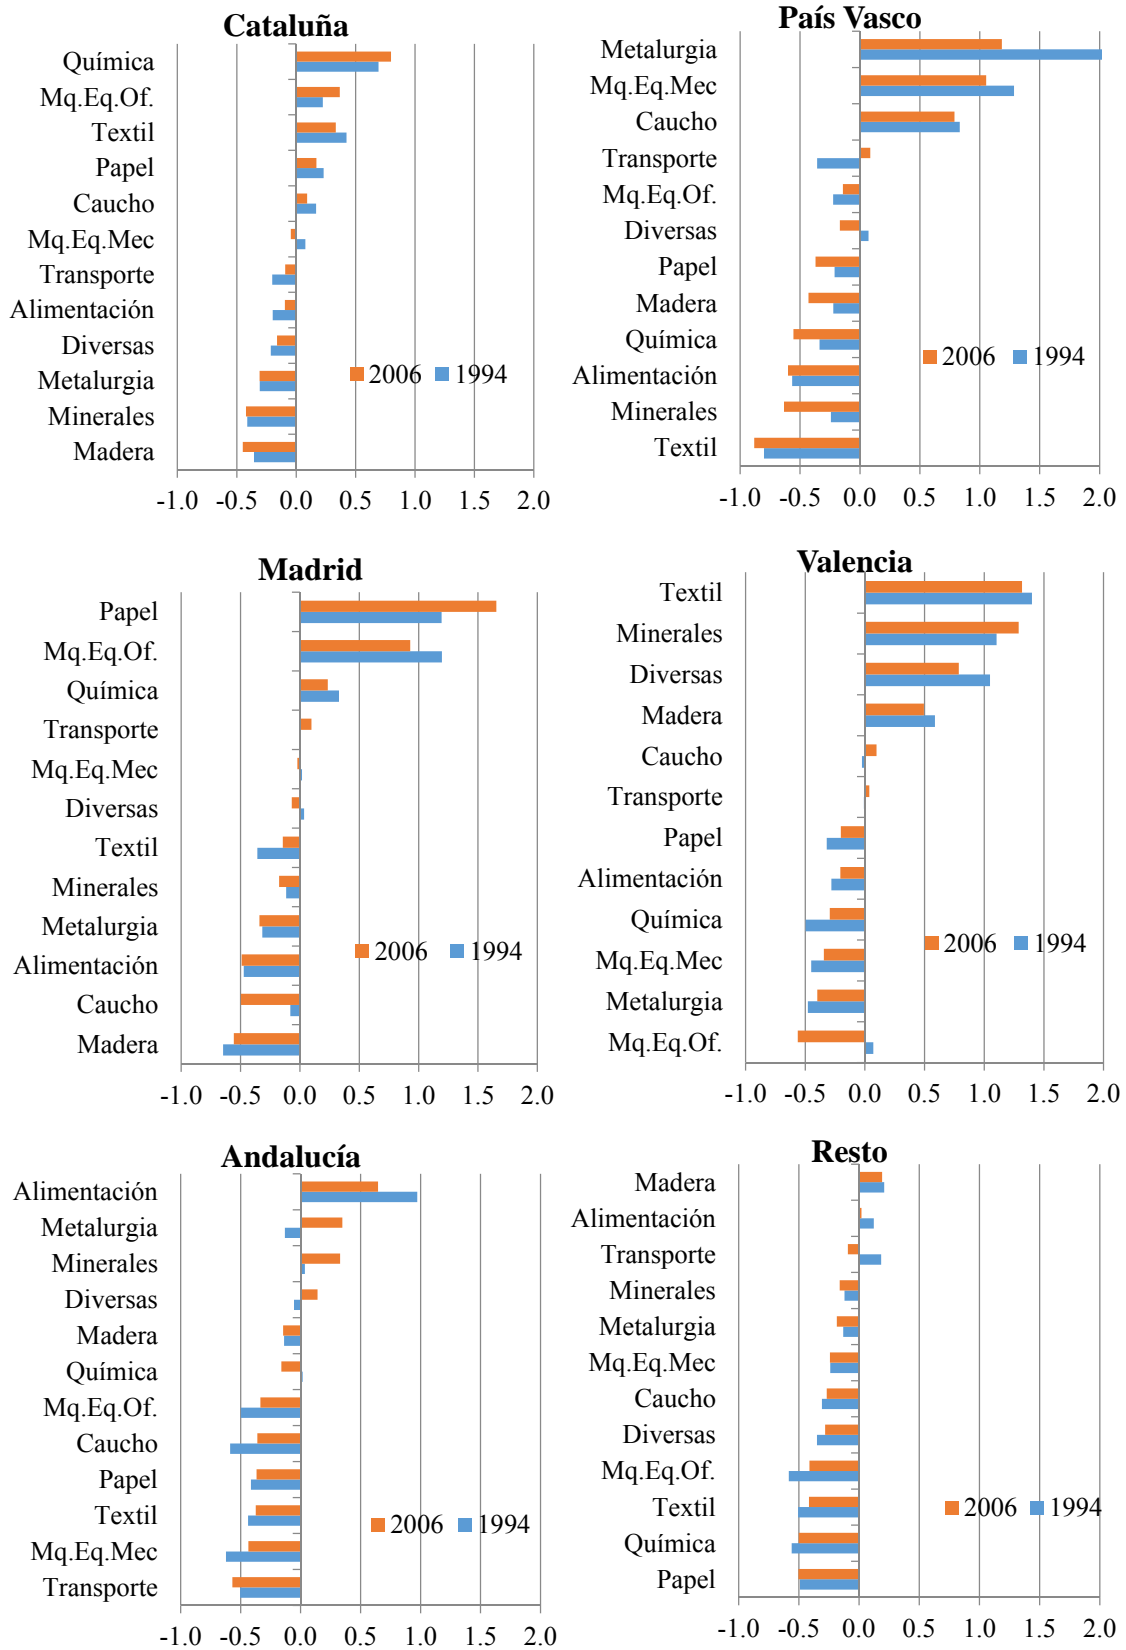 Cataluña
Química
Mq.Eq.Of.
Textil
Papel
Caucho
Mq.Eq.Mec
Transporte
Alimentación
Diversas
Metalurgia
Minerales
Madera
2006 1994
-1.0 -0.5 0.0 0.5 1.0 1.5 2.0
País Vasco
Metalurgia
Mq.Eq.Mec
Caucho
Transporte
Mq.Eq.Of.
Diversas
Papel
Madera
Química
Alimentación
Minerales
Textil
2006 1994
-1.0 -0.5 0.0 0.5 1.0 1.5 2.0
Madrid
Papel
Mq.Eq.Of.
Química
Transporte
Mq.Eq.Mec
Diversas
Textil
Minerales
Metalurgia
Alimentación
Caucho
Madera
2006 1994
-1.0 -0.5 0.0 0.5 1.0 1.5 2.0
Valencia
Textil
Minerales
Diversas
Madera
Caucho
Transporte
Papel
Alimentación
Química
Mq.Eq.Mec
Metalurgia
Mq.Eq.Of.
2006 1994
-1.0 -0.5 0.0 0.5 1.0 1.5 2.0
Andalucía
Alimentación
Metalurgia
Minerales
Diversas
Madera
Química
Mq.Eq.Of.
Caucho
Papel
Textil
Mq.Eq.Mec
Transporte
2006 1994
-1.0 -0.5 0.0 0.5 1.0 1.5 2.0
Resto
Madera
Alimentación
Transporte
Minerales
Metalurgia
Mq.Eq.Mec
Caucho
Diversas
Mq.Eq.Of.
Textil
Química
Papel
2006 1994
-1.0 -0.5 0.0 0.5 1.0 1.5 2.0